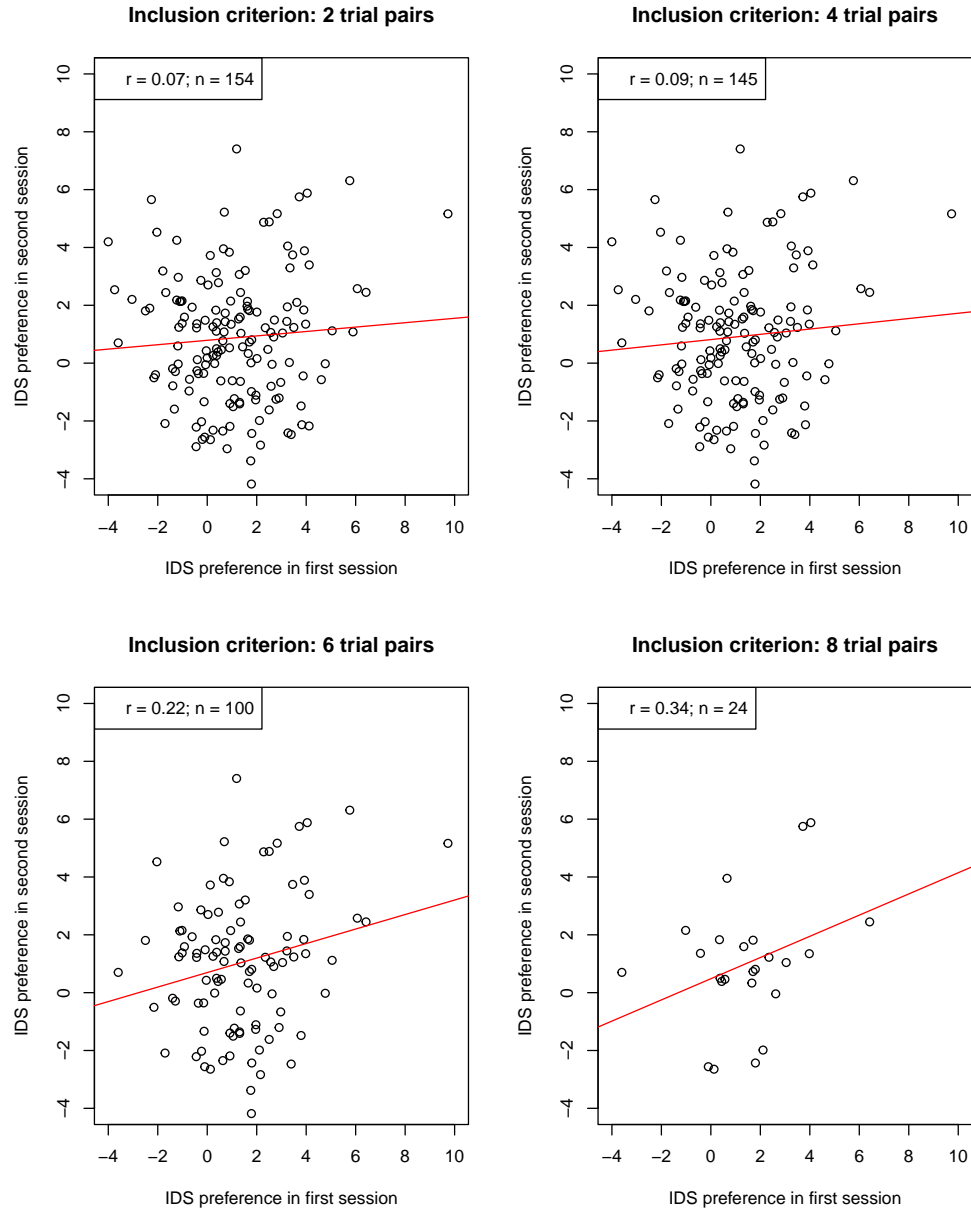 Inclusion criterion: 2 trial pairs
r = 0.07; n = 154
IDS preference in second session
10
8
6
4
2
0
−2
−4
−4 −2 0 2 4 6 8 10
IDS preference in first session
Inclusion criterion: 4 trial pairs
r = 0.09; n = 145
IDS preference in second session
10
8
6
4
2
0
−2
−4
−4 −2 0 2 4 6 8 10
IDS preference in first session
Inclusion criterion: 6 trial pairs
r = 0.22; n = 100
IDS preference in second session
10
8
6
4
2
0
−2
−4
−4 −2 0 2 4 6 8 10
IDS preference in first session
Inclusion criterion: 8 trial pairs
r = 0.34; n = 24
IDS preference in second session
10
8
6
4
2
0
−2
−4
−4 −2 0 2 4 6 8 10
IDS preference in first session